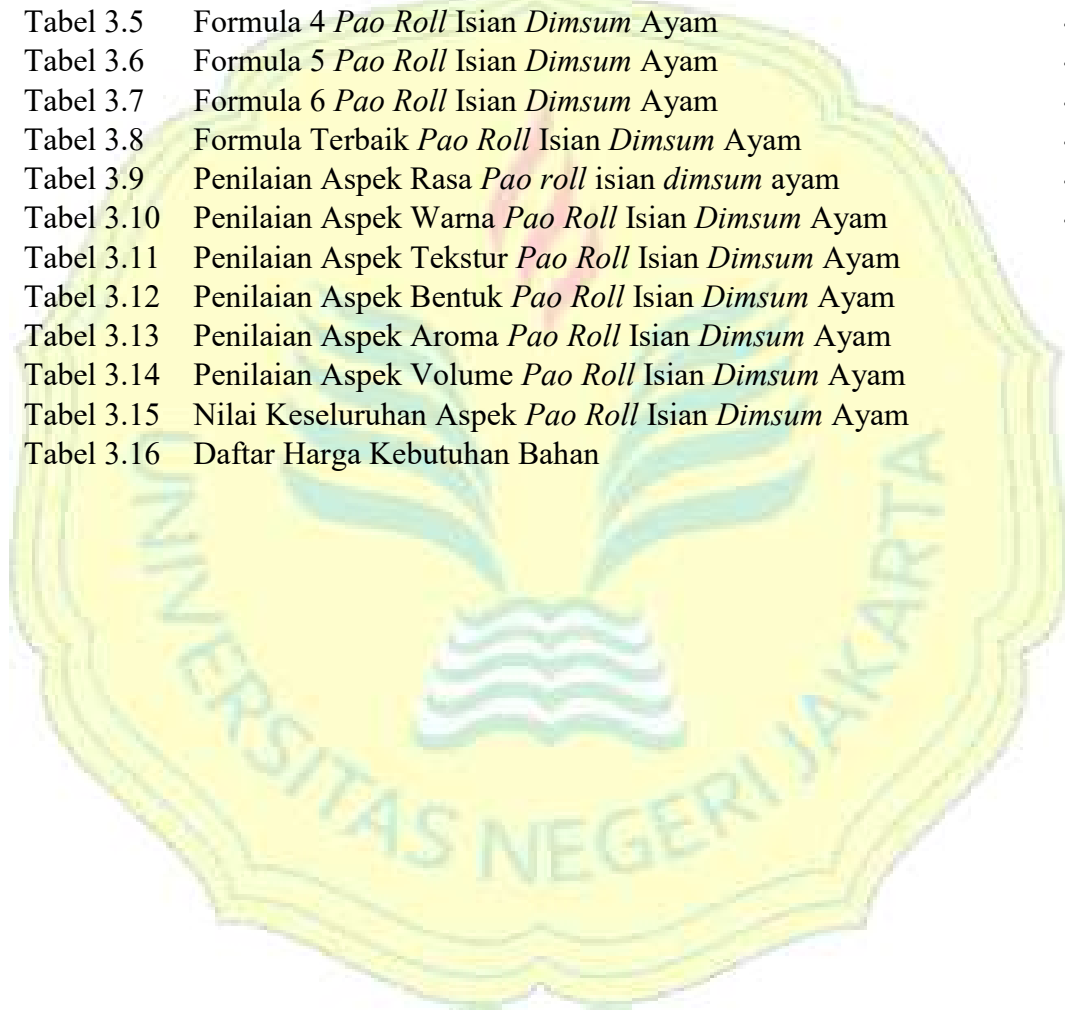 Tabel 3.5 Formula 4 Pao Roll Isian Dimsum Ayam
Tabel 3.6 Formula 5 Pao Roll Isian Dimsum Ayam
Tabel 3.7 Formula 6 Pao Roll Isian Dimsum Ayam
Tabel 3.8 Formula Terbaik Pao Roll Isian Dimsum Ayam
Tabel 3.9 Penilaian Aspek Rasa Pao roll isian dimsum ayam
Tabel 3.10 Penilaian Aspek Warna Pao Roll Isian Dimsum Ayam
Tabel 3.11 Penilaian Aspek Tekstur Pao Roll Isian Dimsum Ayam
Tabel 3.12 Penilaian Aspek Bentuk Pao Roll Isian Dimsum Ayam
Tabel 3.13 Penilaian Aspek Aroma Pao Roll Isian Dimsum Ayam
Tabel 3.14 Penilaian Aspek Volume Pao Roll Isian Dimsum Ayam
Tabel 3.15 Nilai Keseluruhan Aspek Pao Roll Isian Dimsum Ayam
Tabel 3.16 Daftar Harga Kebutuhan Bahan
UNIVERSITAS NEGERI JAKARTA